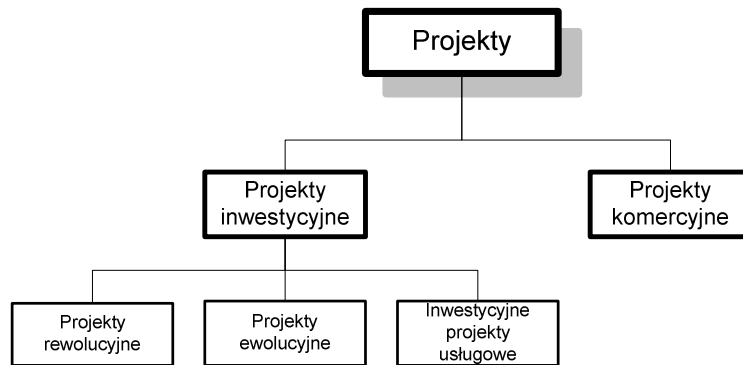 Projekty
Projekty
inwestycyjne
Projekty
komercyjne
Projekty
rewolucyjne
Projekty
ewolucyjne
Inwestycyjne
projekty
usługowe